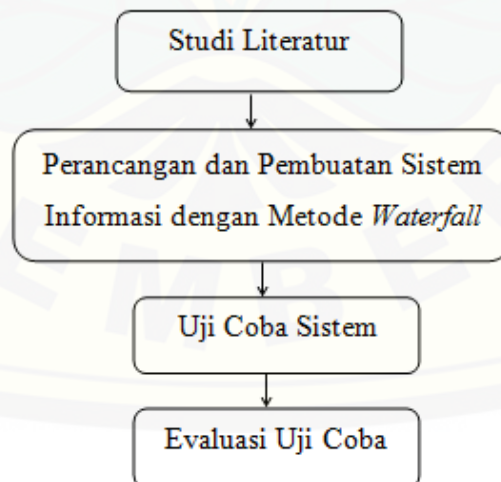 Studi Literatur
Perancangan dan Pembuatan Sistem
Informasi dengan Metode Waterfall
Uji Coba Sistem
Evaluasi Uji Coba